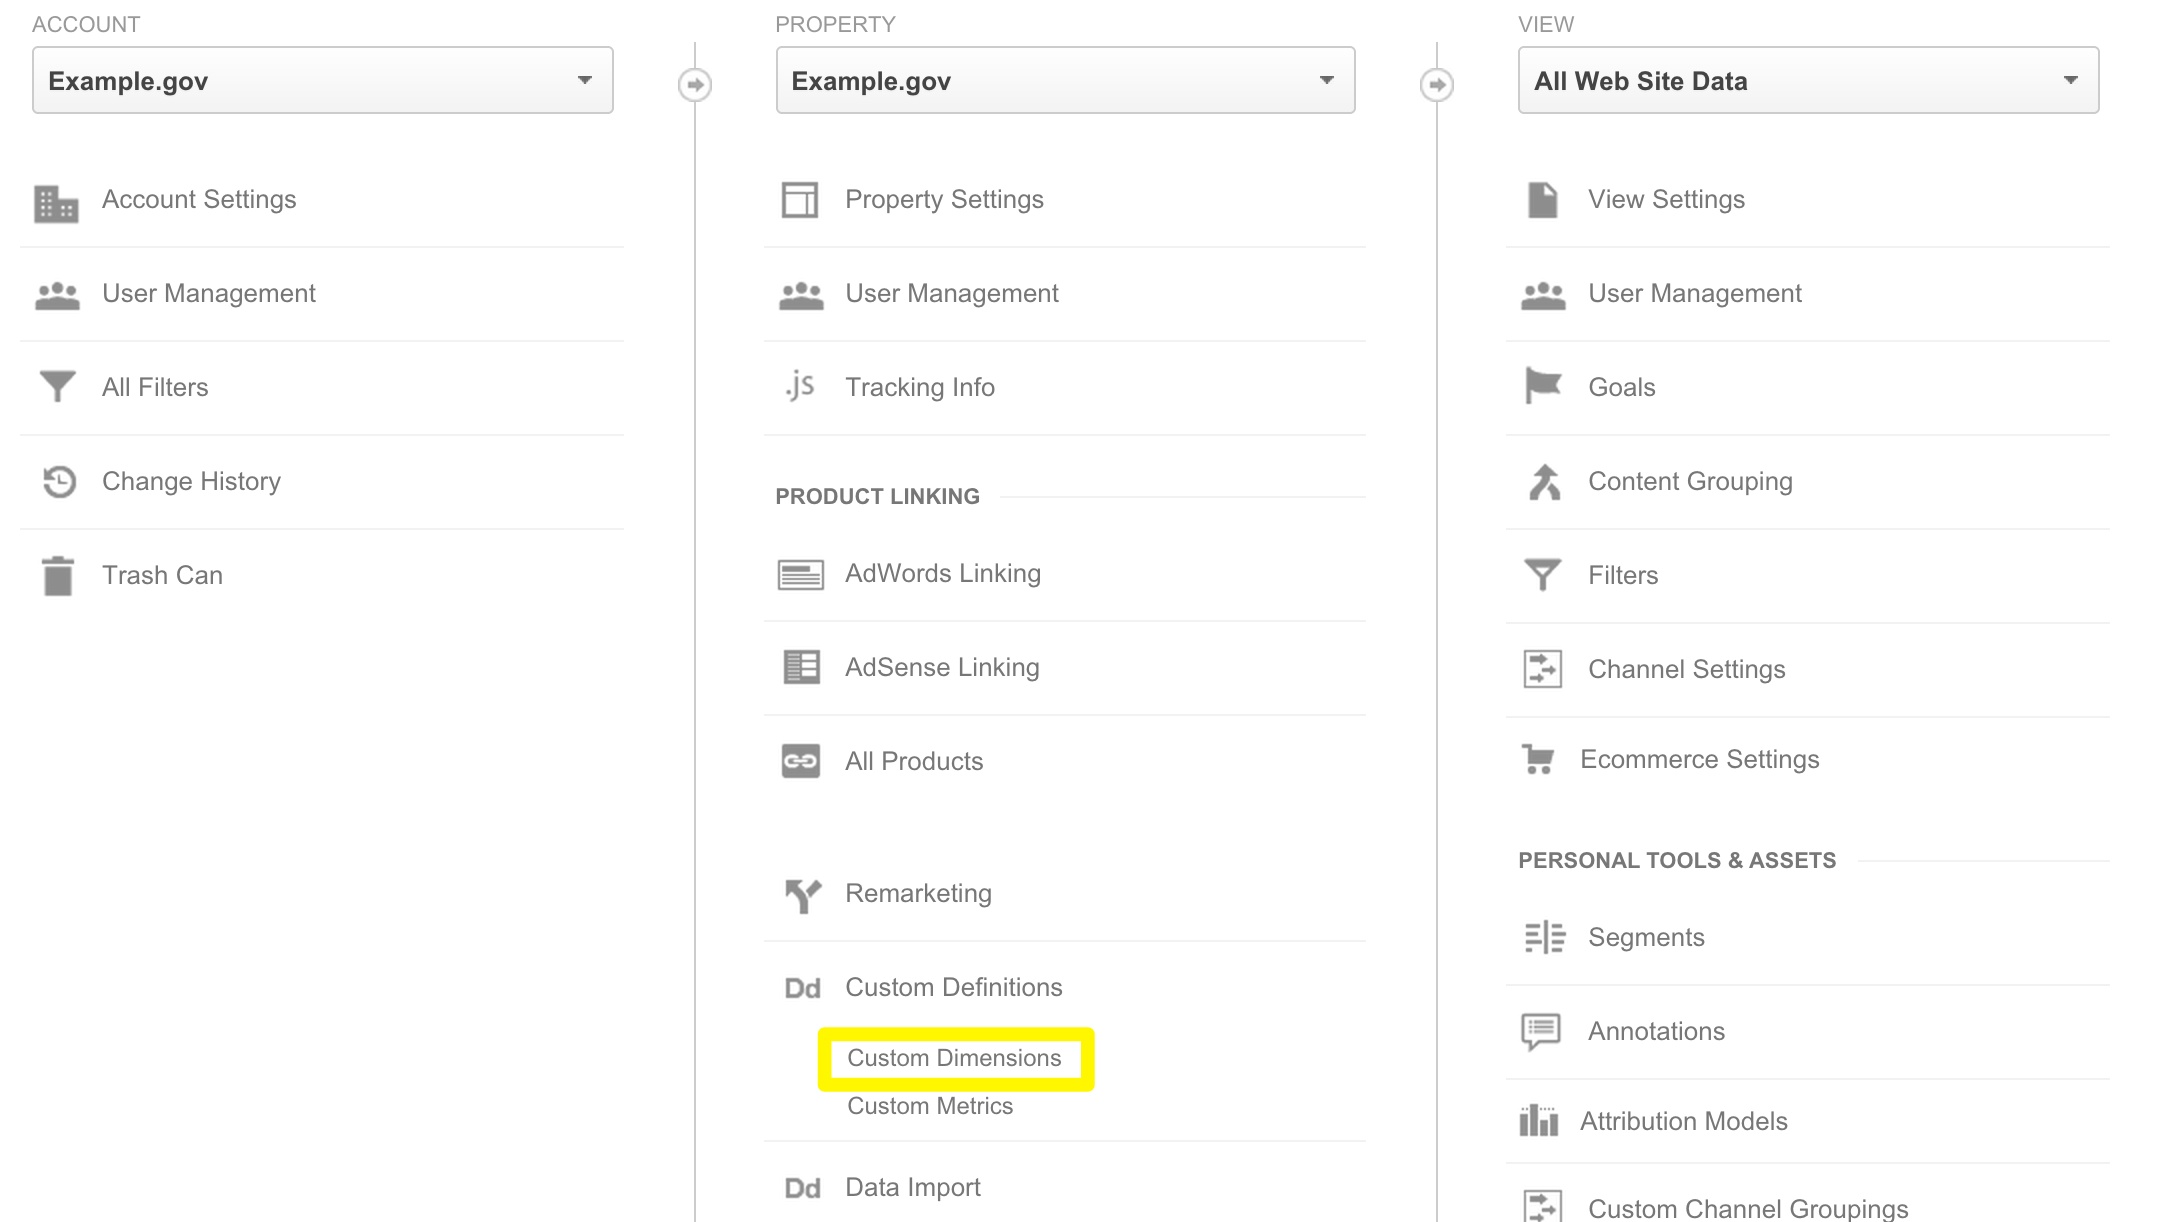 ACCOUNT
Example.gov
Account Settings
User Management
All Filters
Change History
Trash Can
PROPERTY
Example.gov
Property Settings
User Management
.js Tracking Info
PRODUCT LINKING
AdWords Linking
AdSense Linking
All Products
Remarketing
Dd Custom Definitions
Custom Dimensions
Custom Metrics
Dd Data Import
VIEW
All Web Site Data
View Settings
User Management
Goals
Content Grouping
Filters
Channel Settings
Ecommerce Settings
PERSONAL TOOLS & ASSETS
Segments
Annotations
Attribution Models
Custom Channel Groupings